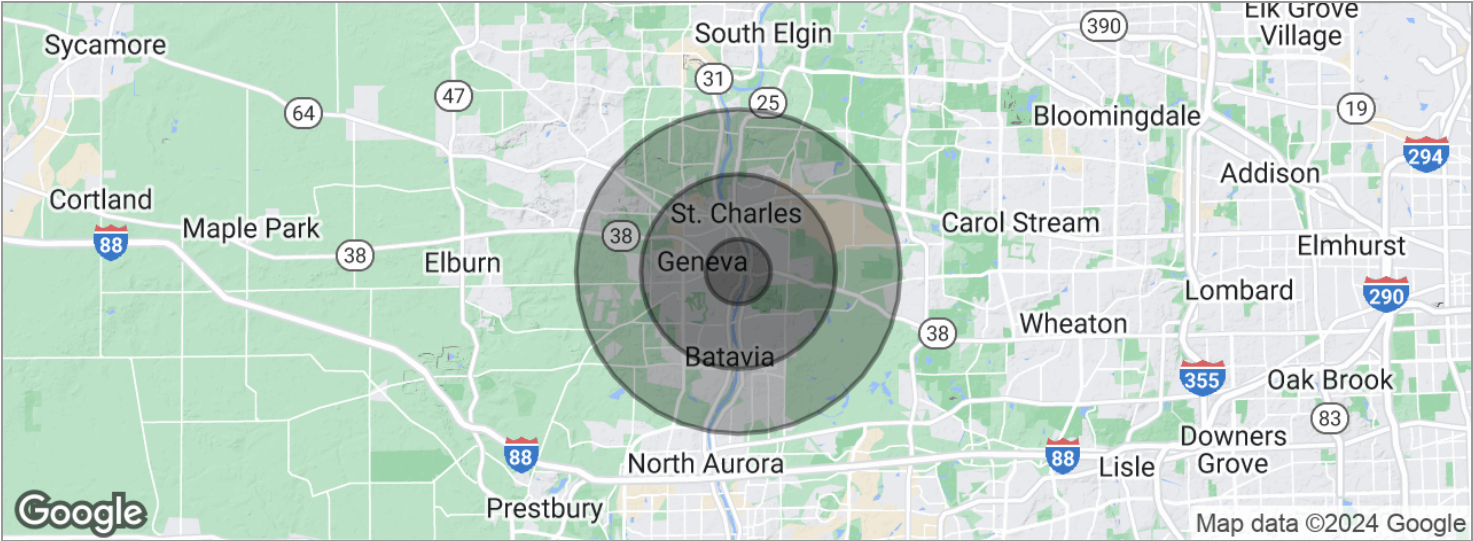 Elk Grove
Village
South Elgin
390
Sycamore
31
47
25
64
19
Bloomingdale
294
Addison
Cortland
St. Charles
Carol Stream
Maple Park
88
38
38
Elmhurst
Elburn
Geneva
Lombard
290
Wheaton
38
Batavia
355
Oak Brook
83
Downers
Grove
88
North Aurora
88
Lisle
Prestbury
Google
Map data ©2024 Google